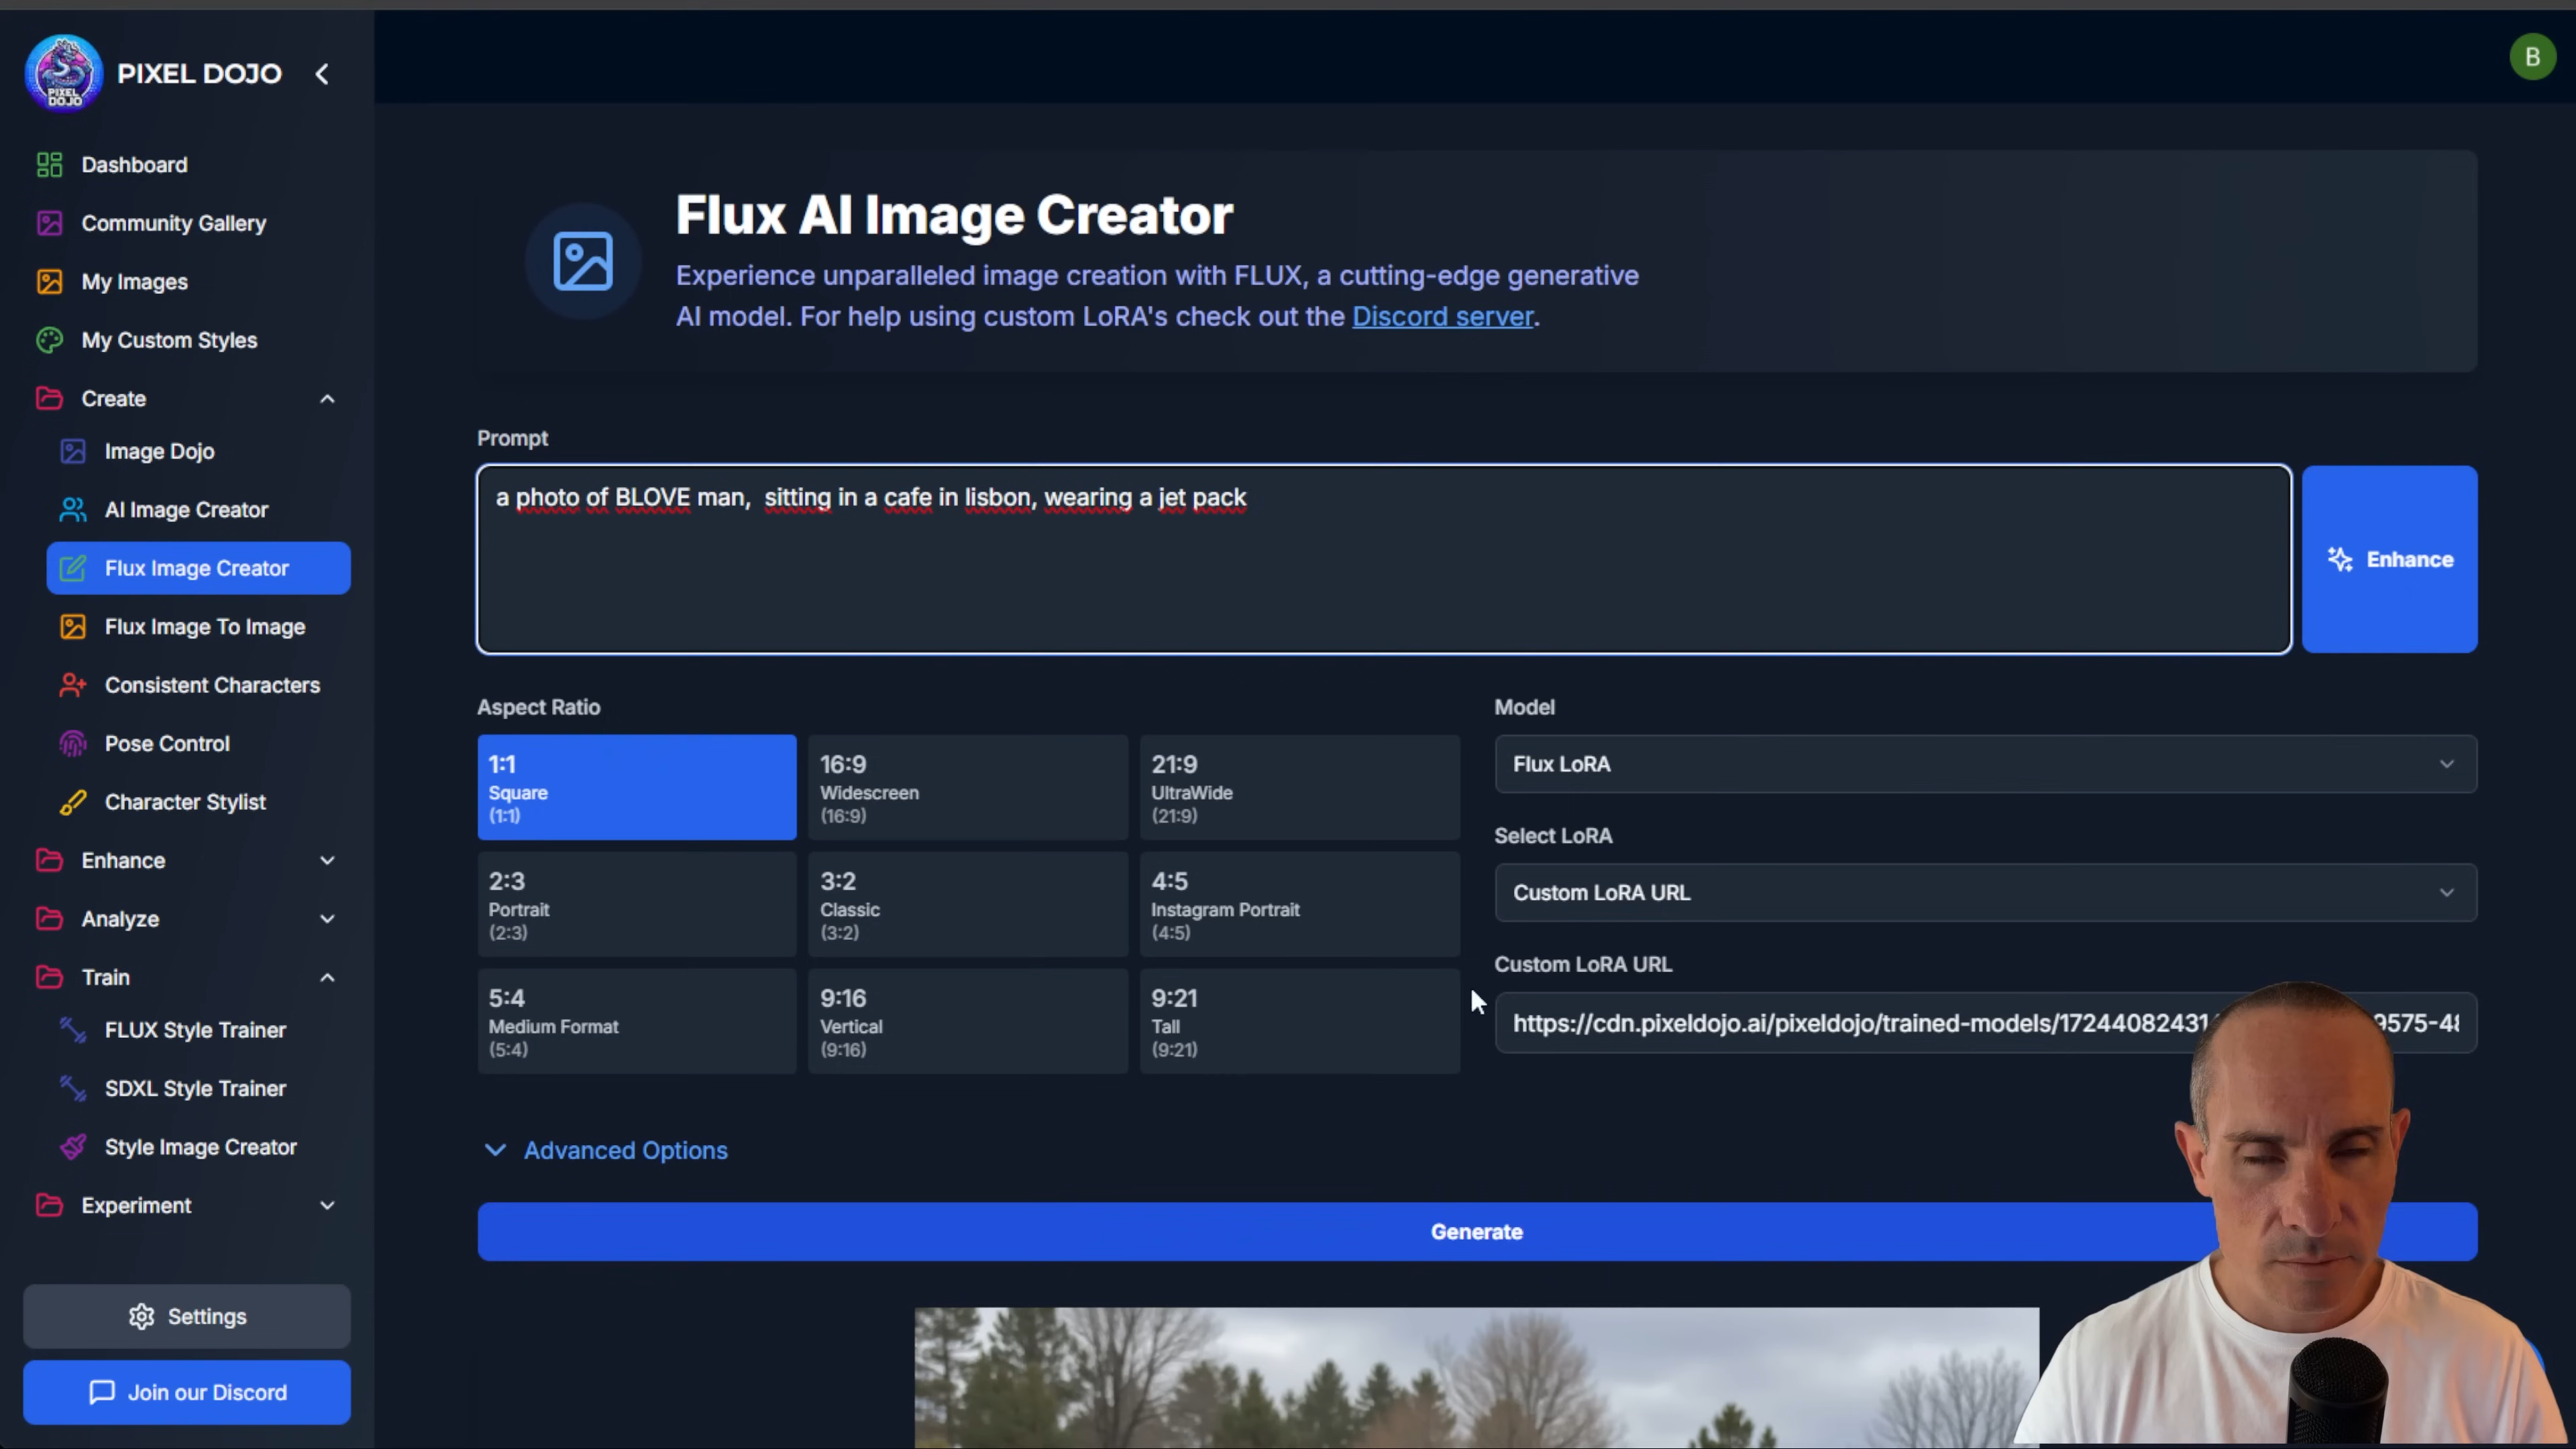 PIXEL DOJO
PIXEL
DOJO
B
Dashboard
Community Gallery
My Images
My Custom Styles
Create
Image Dojo
AI Image Creator
Flux Image Creator
Flux Image To Image
Consistent Characters
Pose Control
Character Stylist
Enhance
Analyze
Train
FLUX Style Trainer
SDXL Style Trainer
Style Image Creator
Experiment
Settings
Join our Discord
Flux AI Image Creator
Experience unparalleled image creation with FLUX, a cutting-edge generative
AI model. For help using custom LoRA's check out the Discord server.
Prompt
a photo of BLOVE man,  sitting in a cafe in lisbon, wearing a jet pack
Enhance
Aspect Ratio
1:1
Square
(1:1)
16:9
Widescreen
(16:9)
21:9
UltraWide
(21:9)
2:3
Portrait
(2:3)
3:2
Classic
(3:2)
4:5
Instagram Portrait
(4:5)
5:4
Medium Format
(5:4)
9:16
Vertical
(9:16)
9:21
Tall
(9:21)
Model
Flux LoRA
Select LoRA
Custom LoRA URL
Custom LoRA URL
https://cdn.pixeldojo.ai/pixeldojo/trained-models/1724408243 9575-48
Advanced Options
Generate